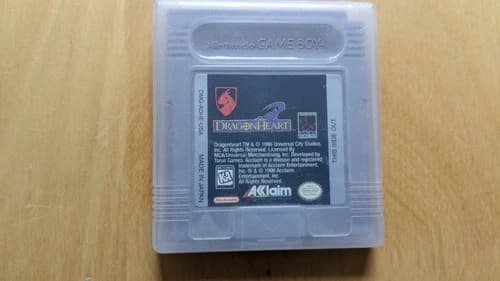 Nintendo GAME BOY
DMG-ADHE-USA
MADE IN JAPAN
DRAGONHEART
THIS SIDE OUT
Dragonheart TM & © 1996 Universal City Studios,
Inc. All Rights Reserved. Licensed By
MCA/Universal Merchandising, Inc. Developed by
Torus Games. Acclaim is a division and registered
trademark of Acclaim Entertainment,
Inc. ® & © 1996 Acclaim
Entertainment, Inc.
All Rights Reserved.
Nintendo
AKlaim